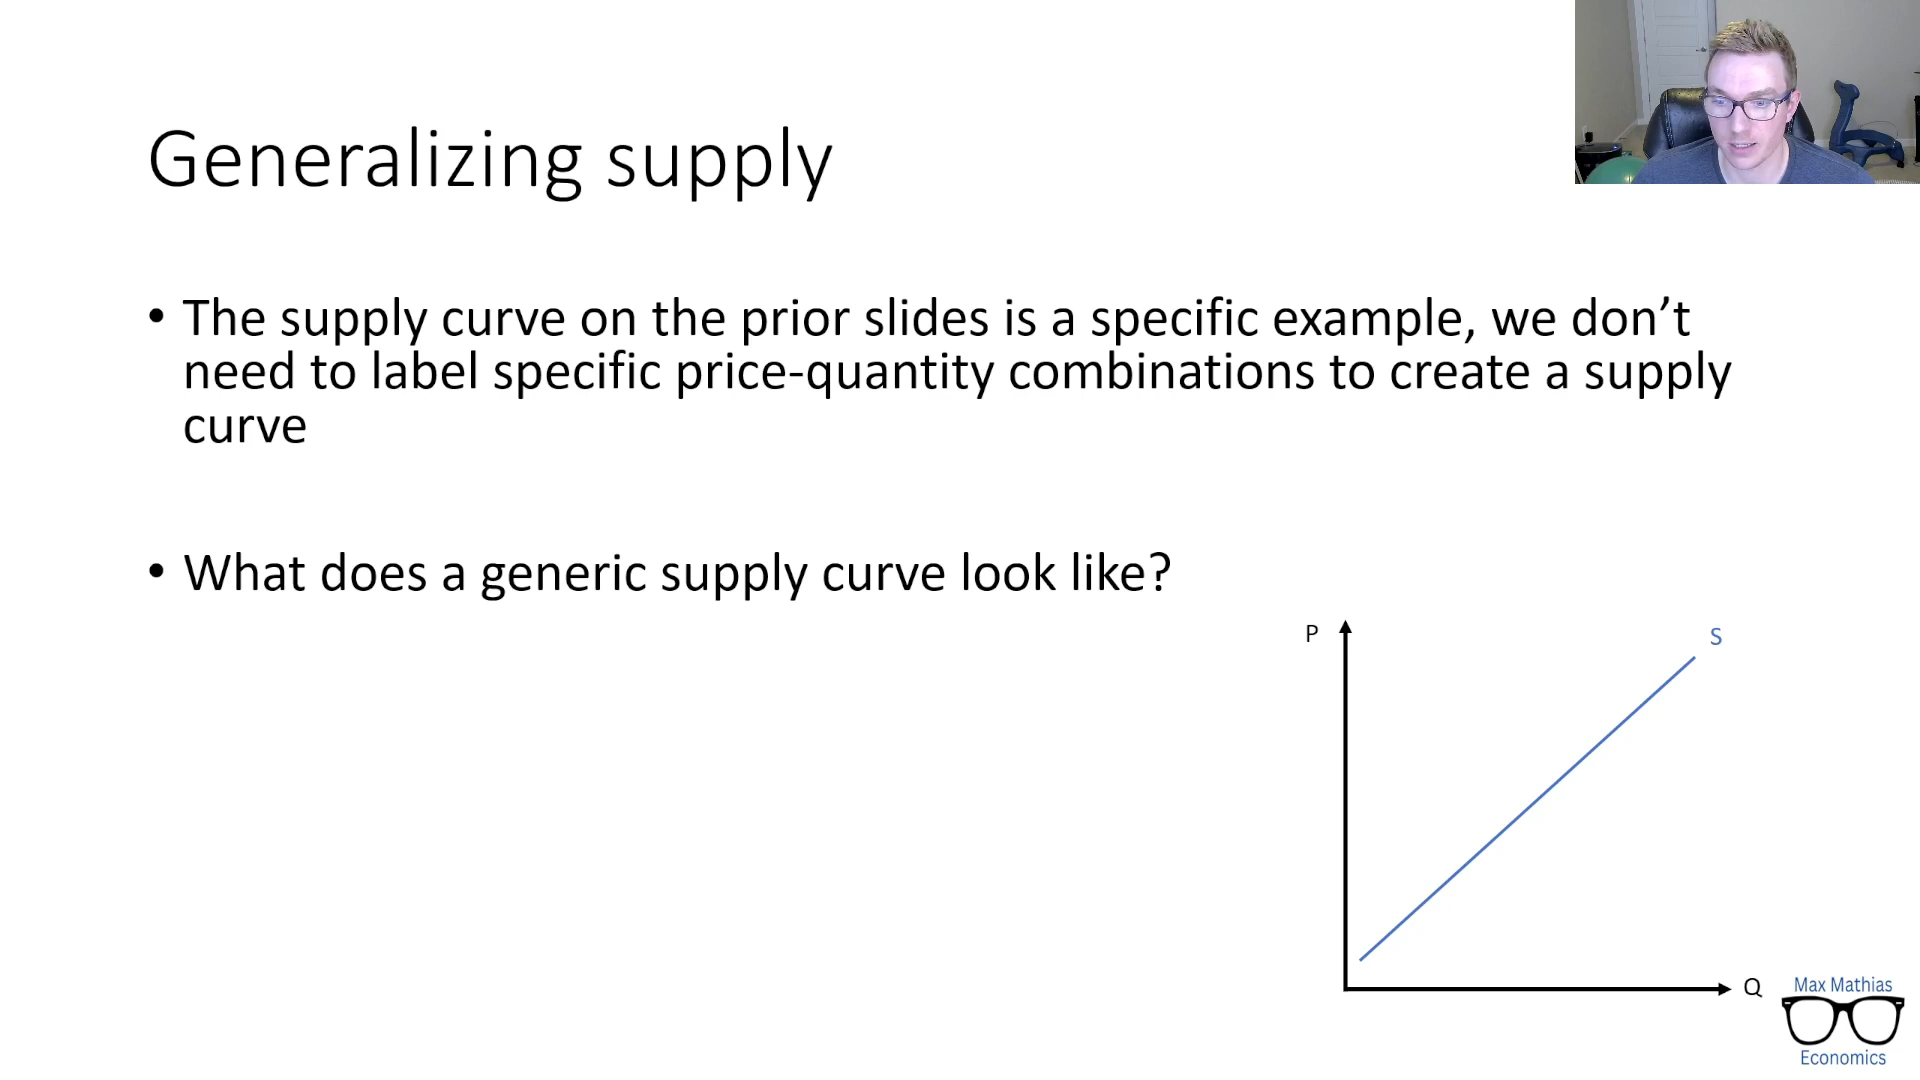 Generalizing supply
• The supply curve on the prior slides is a specific example, we don’t
need to label specific price-quantity combinations to create a supply
curve
• What does a generic supply curve look like?
P
S
Q
Max Mathias
Economics